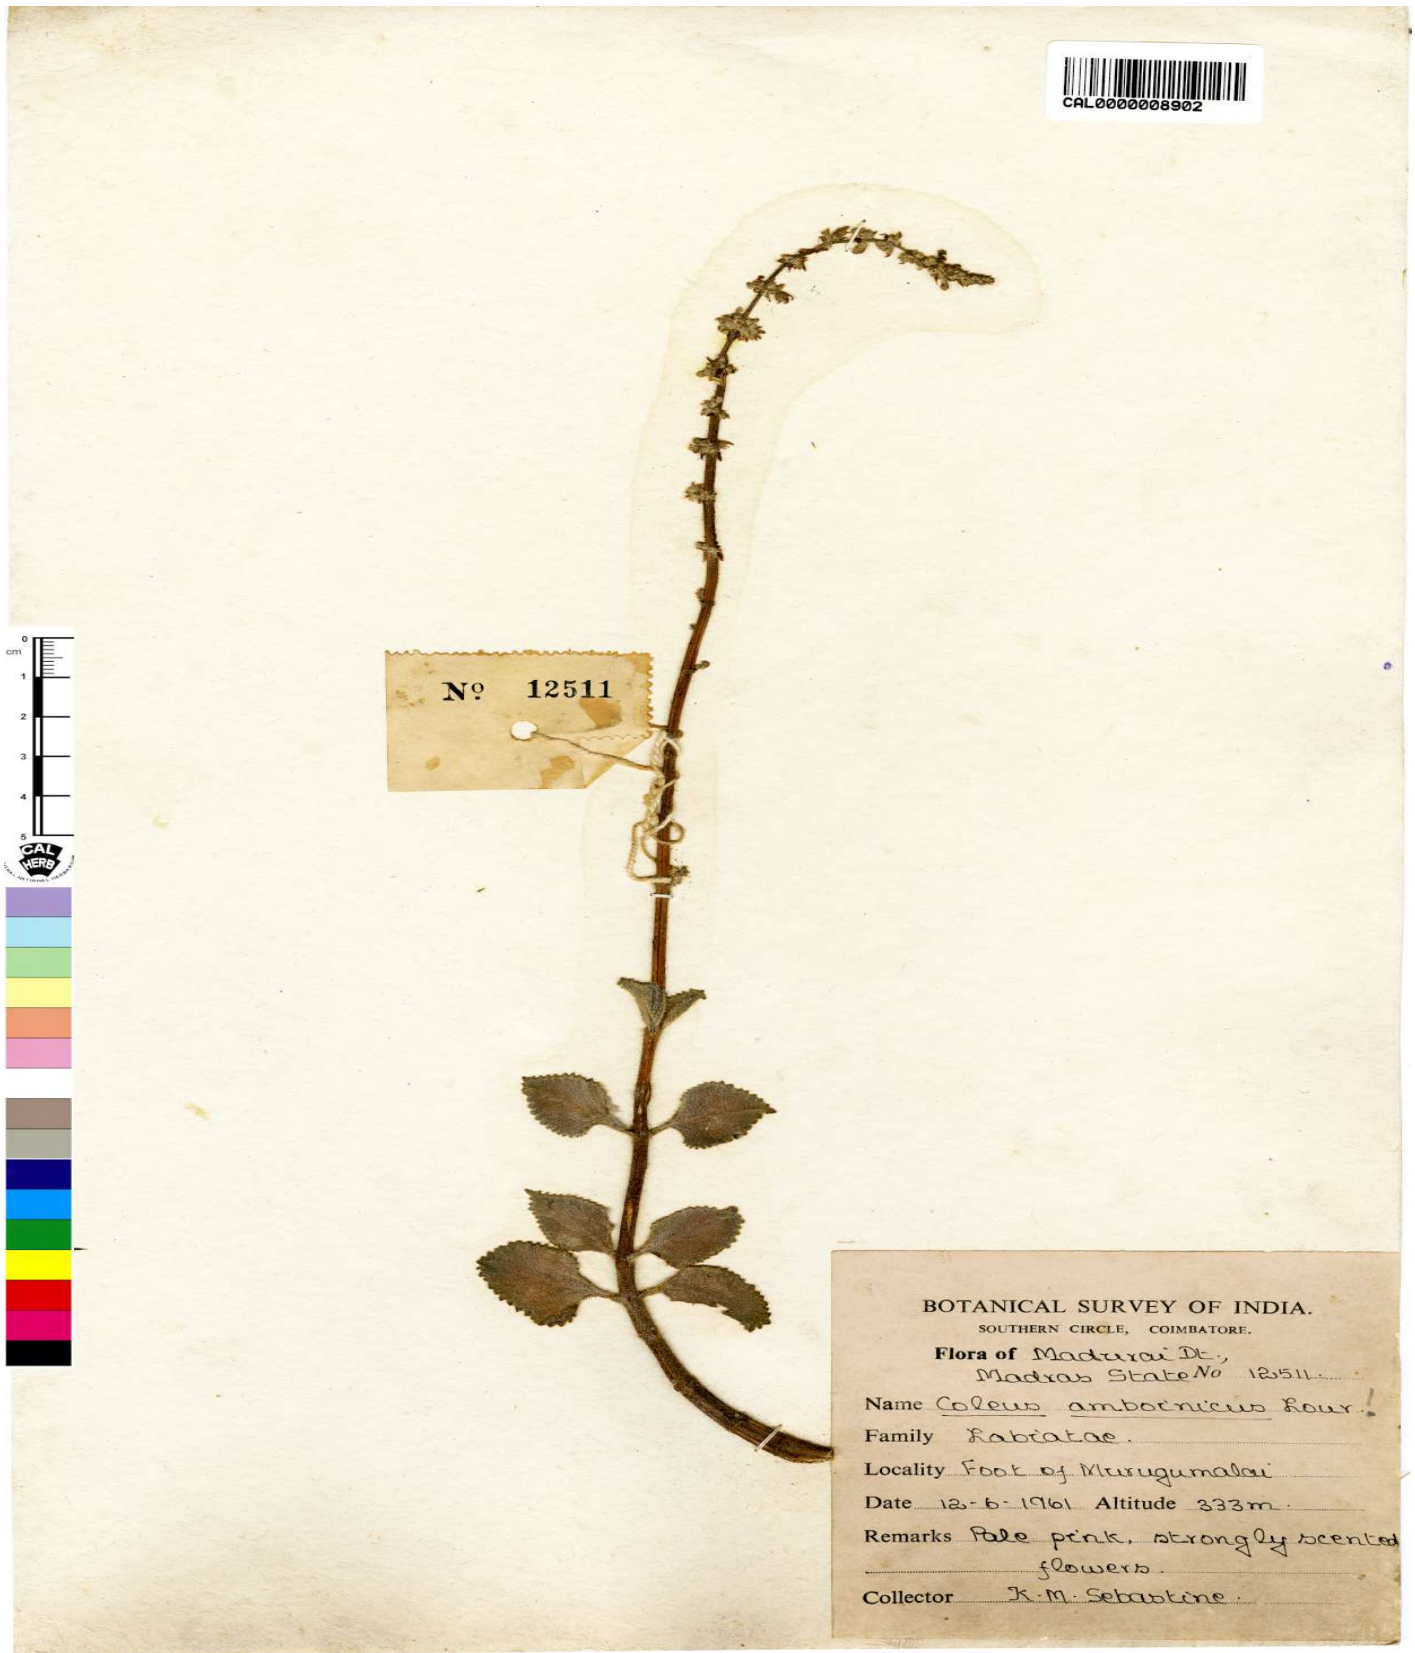 CAL0000008902
Nº 12511
0
cm
1
2
3
4
5
CAL
HERB
BOTANICAL SURVEY OF INDIA.
SOUTHERN CIRCLE, COIMBATORE.
Flora of Madurai Dt.,
Madras State No 12511.
Name Coleus amboinicus Lour.!
Family Labiatae.
Locality Foot of Murugumalai
Date 12-6-1961 Altitude 333m.
Remarks Pale pink, strongly scented
flowers.
Collector K.M. Sebastine.